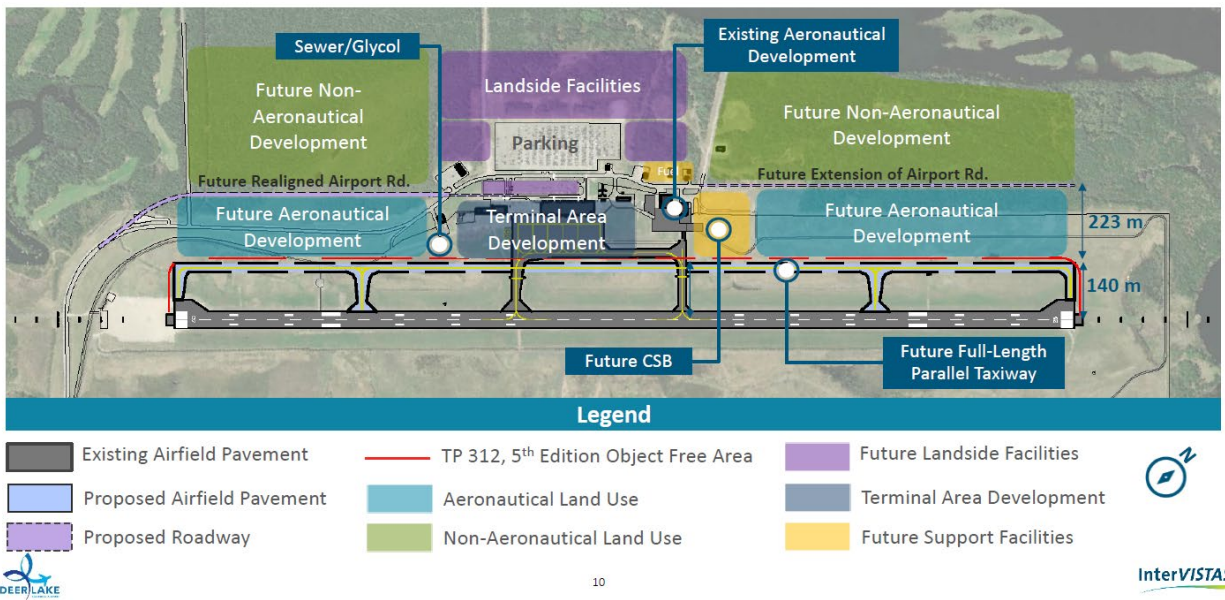 Sewer/Glycol
Existing Aeronautical
Development
Future Non-
Aeronautical
Development
Landside Facilities
Future Non-Aeronautical
Development
Parking
Fuel
Future Realigned Airport Rd.
Future Extension of Airport Rd.
Future Aeronautical
Development
Terminal Area
Development
Future Aeronautical
Development
223 m
140 m
Future CSB
Future Full-Length
Parallel Taxiway
Legend
Existing Airfield Pavement
TP 312, 5th Edition Object Free Area
Future Landside Facilities
N
Proposed Airfield Pavement
Aeronautical Land Use
Terminal Area Development
Proposed Roadway
Non-Aeronautical Land Use
Future Support Facilities
DEER LAKE
10
InterVISTAS